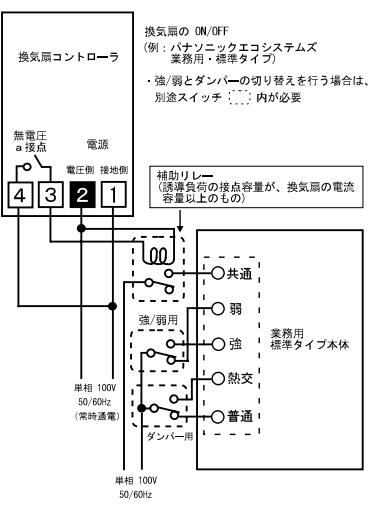 換気扇の ON/OFF
(例：パナソニックエコシステムズ
業務用・標準タイプ)
・強/弱とダンパーの切り替えを行う場合は、
別途スイッチ 内が必要
換気扇コントローラ
無電圧
a 接点
電源
電圧側 接地側
4 3 2 1
補助リレー
(誘導負荷の接点容量が、換気扇の電流
容量以上のもの)
共通
弱
強/弱用
強
業務用
標準タイプ本体
熱交
普通
単相 100V
50/60Hz
(常時通電)
ダンパー用
単相 100V
50/60Hz